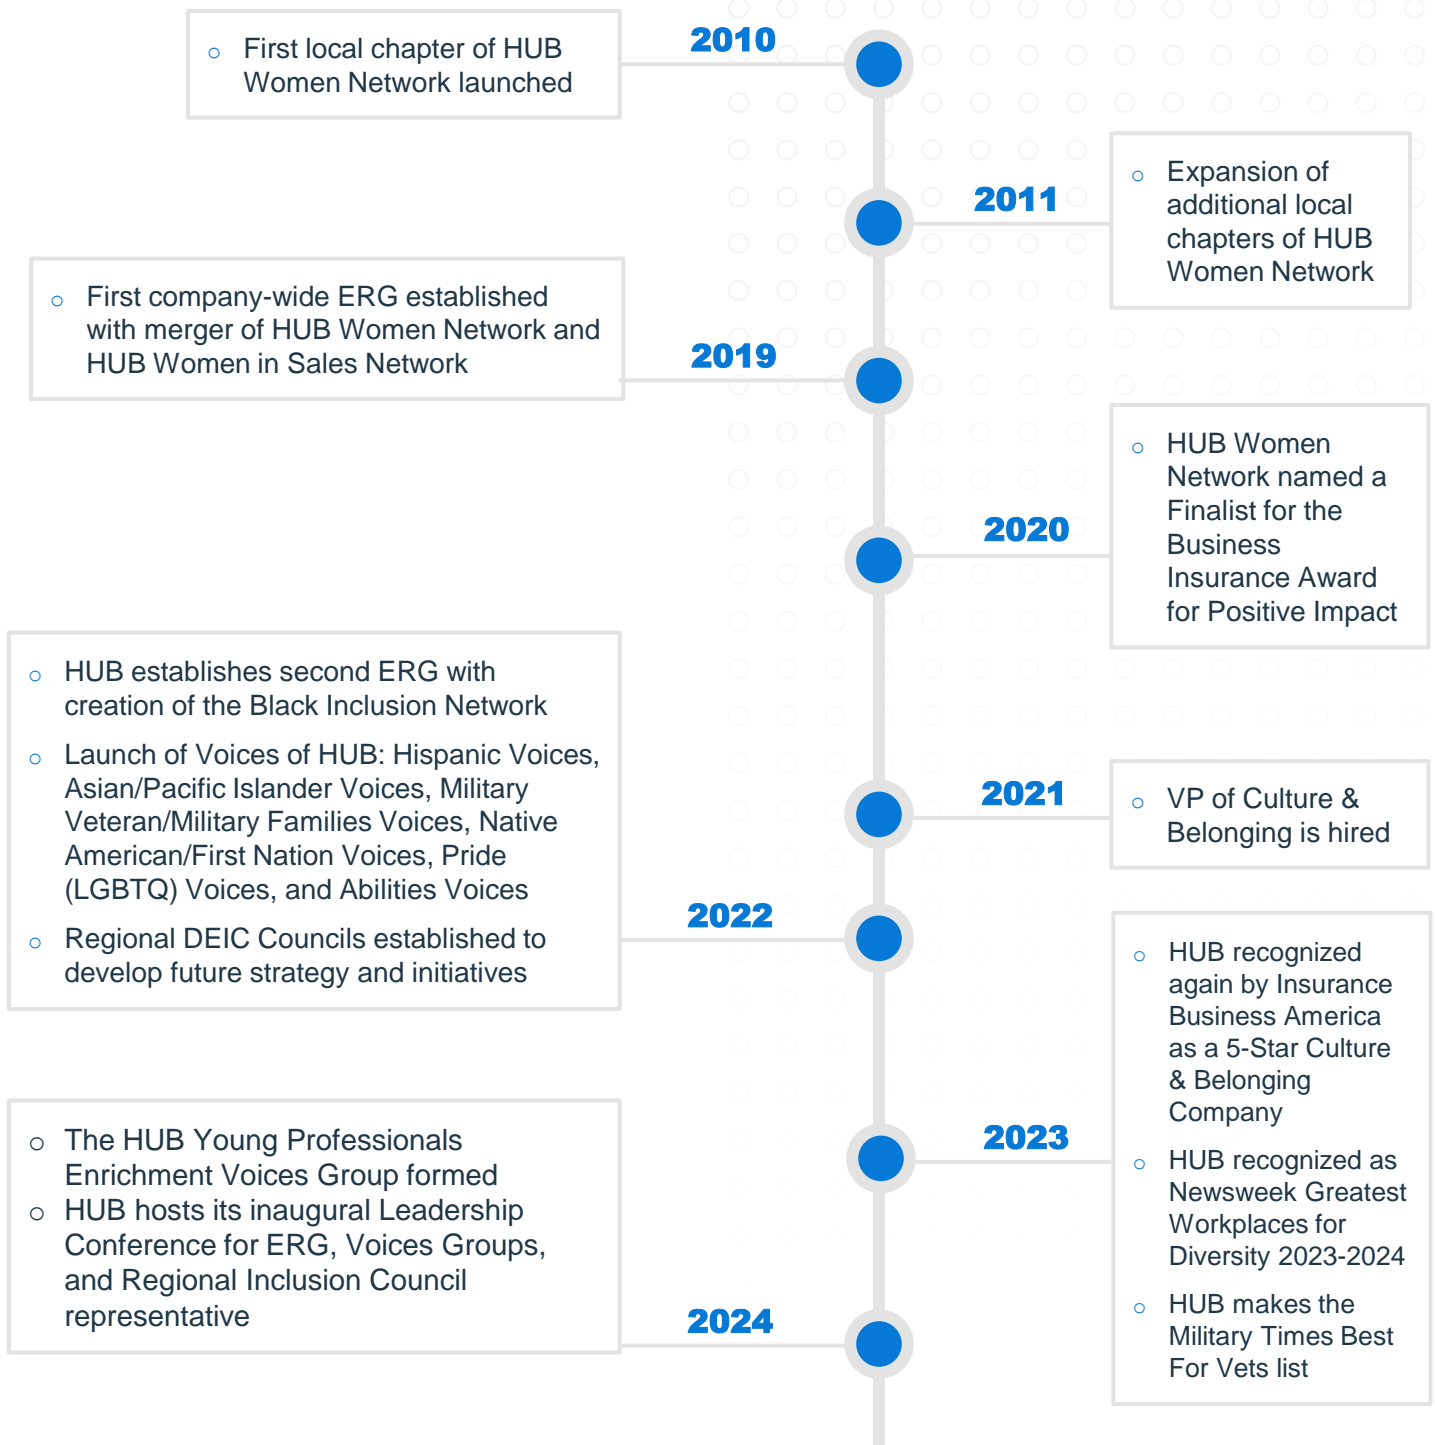 2010
First local chapter of HUB
Women Network launched
2011
Expansion of
additional local
chapters of HUB
Women Network
2019
First company-wide ERG established
with merger of HUB Women Network and
HUB Women in Sales Network
2020
HUB Women
Network named a
Finalist for the
Business
Insurance Award
for Positive Impact
2021
VP of Culture &
Belonging is hired
2022
HUB establishes second ERG with
creation of the Black Inclusion Network
Launch of Voices of HUB: Hispanic Voices,
Asian/Pacific Islander Voices, Military
Veteran/Military Families Voices, Native
American/First Nation Voices, Pride
(LGBTQ) Voices, and Abilities Voices
Regional DEIC Councils established to
develop future strategy and initiatives
2023
HUB recognized
again by Insurance
Business America
as a 5-Star Culture
& Belonging
Company
HUB recognized as
Newsweek Greatest
Workplaces for
Diversity 2023-2024
HUB makes the
Military Times Best
For Vets list
2024
The HUB Young Professionals
Enrichment Voices Group formed
HUB hosts its inaugural Leadership
Conference for ERG, Voices Groups,
and Regional Inclusion Council
representative